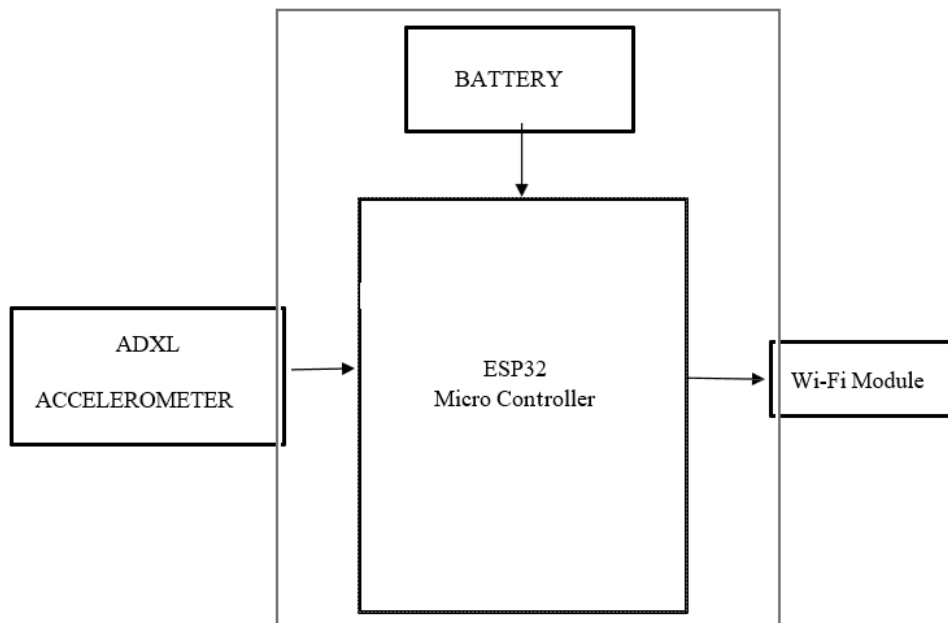 BATTERY
ADXL
ACCELEROMETER
ESP32
Micro Controller
Wi-Fi Module